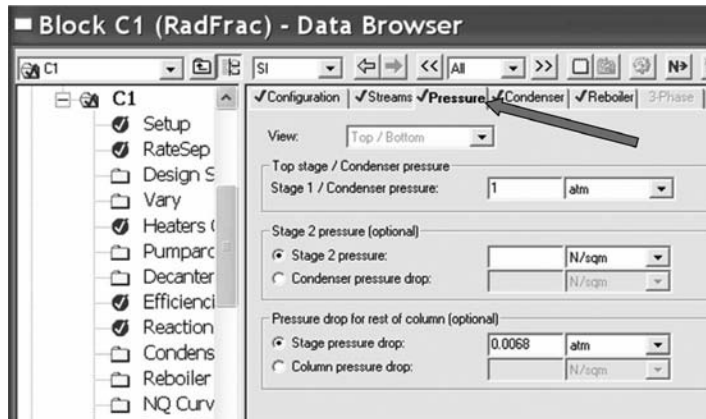 Block C1 (RadFrac) - Data Browser
C1 SI << All >> N
Configuration Streams Pressure Condenser Reboiler 3-Phase
C1
Setup
RateSep
Design S
Vary
Heaters
Pumparc
Decanter
Efficienci
Reaction
Condens
Reboiler
NQ Curv
View: Top / Bottom
Top stage / Condenser pressure
Stage 1 / Condenser pressure: 1 atm
Stage 2 pressure (optional)
Stage 2 pressure: N/sqm
Condenser pressure drop: N/sqm
Pressure drop for rest of column (optional)
Stage pressure drop: 0.0068 atm
Column pressure drop: N/sqm